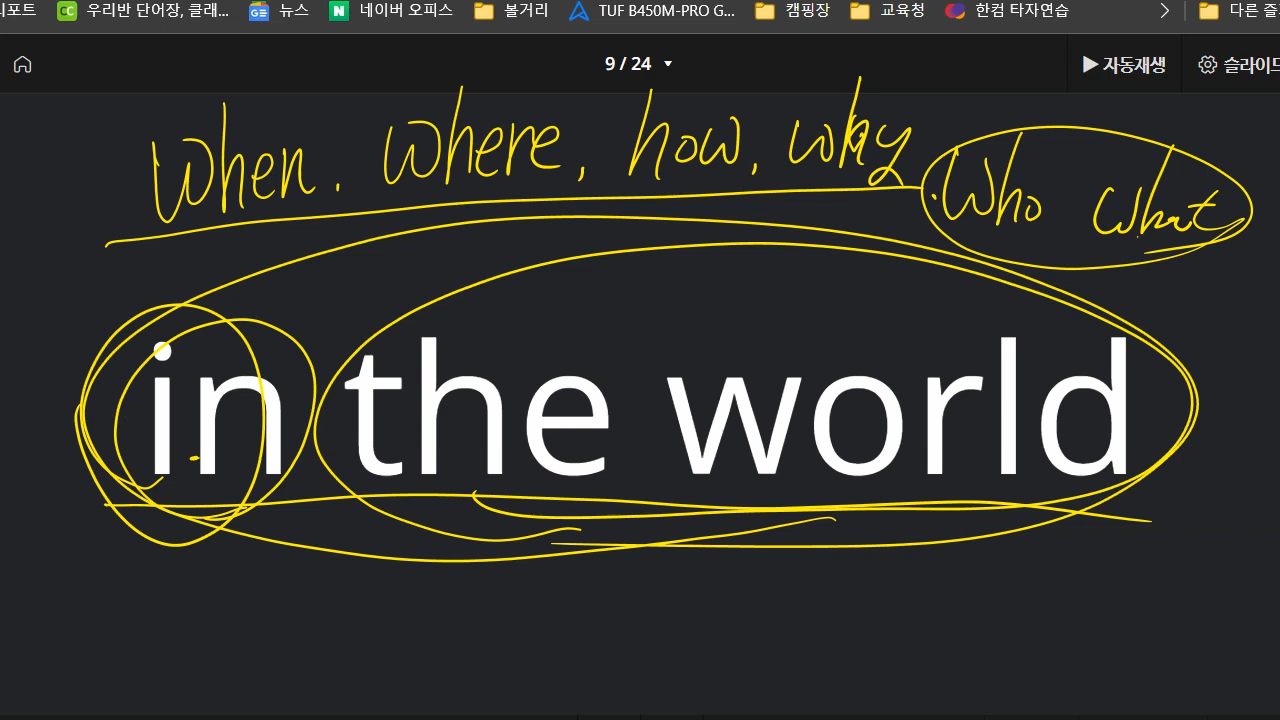 리포트 우리반 단어장, 클래... 뉴스 네이버 오피스 볼거리 TUF B450M-PRO G... 캠핑장 교육청 한컴 타자연습 다른 즐
9 / 24 자동재생 슬라이드
When. where, how, why Who What
in the world